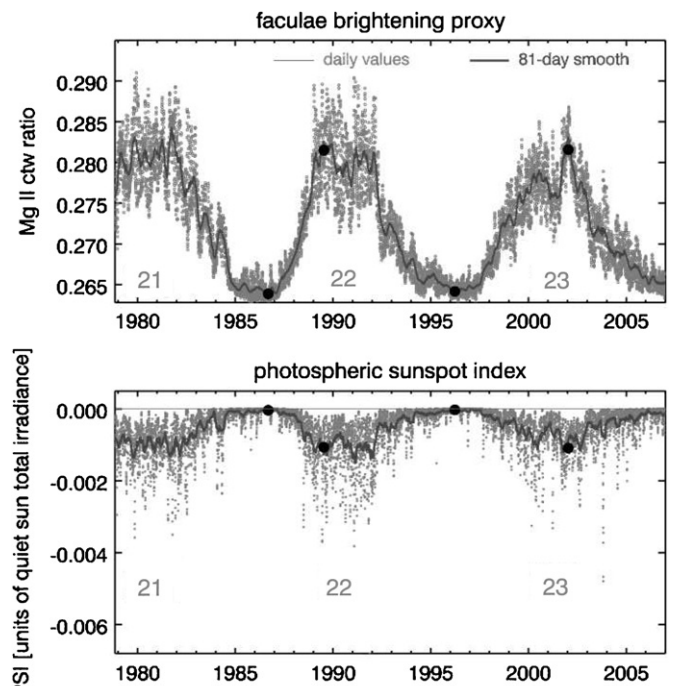 faculae brightening proxy
daily values 81-day smooth
Mg II ctw ratio
0.290
0.285
0.280
0.275
0.270
0.265
21 22 23
1980 1985 1990 1995 2000 2005
photospheric sunspot index
PSI [units of quiet sun total irradiance]
0.000
-0.002
-0.004
-0.006
21 22 23
1980 1985 1990 1995 2000 2005